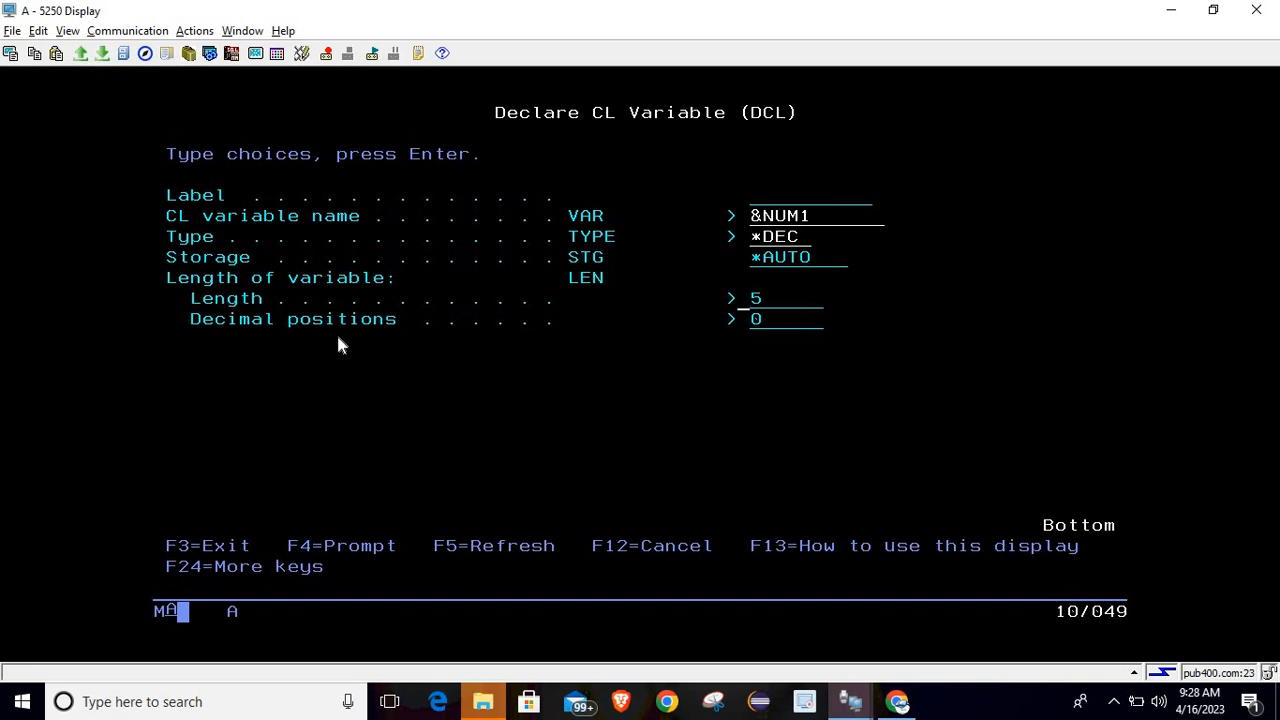 A - 5250 Display
File Edit View Communication Actions Window Help
Declare CL Variable (DCL)
Type choices, press Enter.
Label . . . . . . . . . . . . .
CL variable name . . . . . . . . VAR > &NUM1
Type . . . . . . . . . . . . . . TYPE > *DEC
Storage . . . . . . . . . . . . STG *AUTO
Length of variable: LEN
Length . . . . . . . . . . . . > 5
Decimal positions . . . . . . > 0
Bottom
F3=Exit F4=Prompt F5=Refresh F12=Cancel F13=How to use this display
F24=More keys
MA A 10/049
pub400.com:23
Type here to search 99+ 9:28 AM
4/16/2023 1